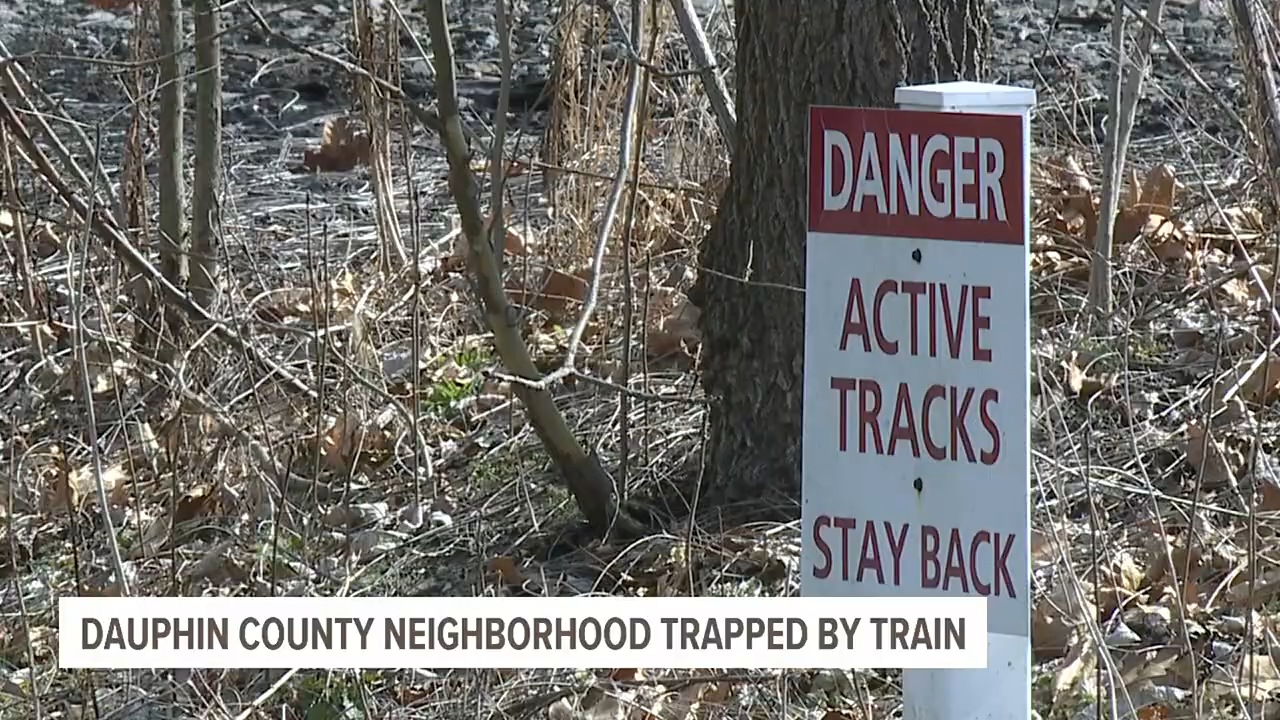 DANGER
ACTIVE
TRACKS
STAY BACK
DAUPHIN COUNTY NEIGHBORHOOD TRAPPED BY TRAIN